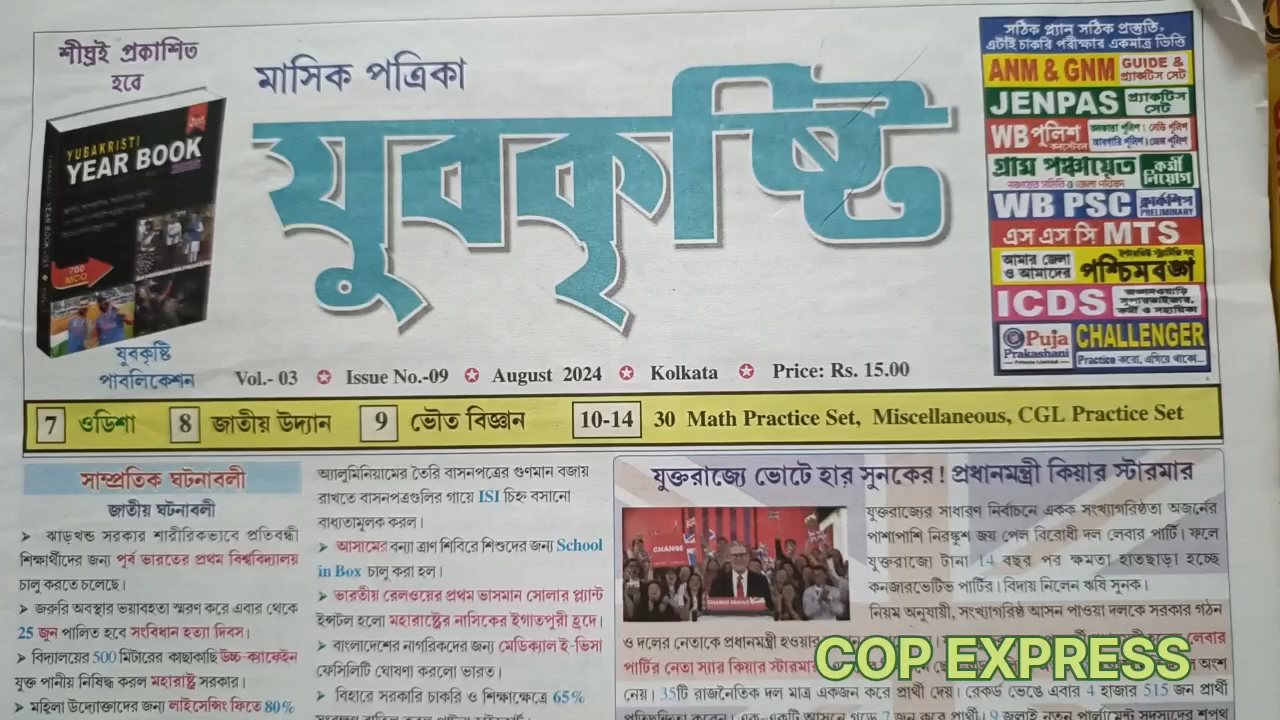 শীঘ্রই প্রকাশিত
হবে
YUBAKRISTI
YEAR BOOK
700
MCQ
যুবকৃষ্টি
পাবলিকেশন
মাসিক পত্রিকা
যুবকৃষ্টি
Vol.- 03 Issue No.-09 August 2024 Kolkata Price: Rs. 15.00
সঠিক প্ল্যান সঠিক প্রস্তুতি,
এটাই চাকরি পরীক্ষার একমাত্র ভিত্তি
ANM & GNM GUIDE &
প্র্যাকটিস সেট
JENPAS প্র্যাকটিস
সেট
WB পুলিশ
কনস্টেবল
গ্রাম পঞ্চায়েত কর্মী
নিয়োগ
WB PSC ক্লার্কশিপ
PRELIMINARY
এস এস সি MTS
আমার জেলা
ও আমাদের পশ্চিমবঙ্গ
ICDS
Puja
Prakashani
CHALLENGER
Practice করো, এগিয়ে থাকো...
7 ওডিশা 8 জাতীয় উদ্যান 9 ভৌত বিজ্ঞান 10-14 30 Math Practice Set, Miscellaneous, CGL Practice Set
সাম্প্রতিক ঘটনাবলী
জাতীয় ঘটনাবলী
➢ ঝাড়খন্ড সরকার শারীরিকভাবে প্রতিবন্ধী
শিক্ষার্থীদের জন্য পূর্ব ভারতের প্রথম বিশ্ববিদ্যালয়
চালু করতে চলেছে।
➢ জরুরি অবস্থার ভয়াবহতা স্মরণ করে এবার থেকে
25 জুন পালিত হবে সংবিধান হত্যা দিবস।
➢ বিদ্যালয়ের 500 মিটারের কাছাকাছি উচ্চ-ক্যাফেইন
যুক্ত পানীয় নিষিদ্ধ করল মহারাষ্ট্র সরকার।
➢ মহিলা উদ্যোক্তাদের জন্য লাইসেন্সিং ফিতে 80%
অ্যালুমিনিয়ামের তৈরি বাসনপত্রের গুণমান বজায়
রাখতে বাসনপত্রগুলির গায়ে ISI চিহ্ন বসানো
বাধ্যতামূলক করল।
➢ আসামের বন্যা ত্রাণ শিবিরে শিশুদের জন্য School
in Box চালু করা হল।
➢ ভারতীয় রেলওয়ের প্রথম ভাসমান সোলার প্ল্যান্ট
ইন্সটল হলো মহারাষ্ট্রের নাসিকের ইগাতপুরী হ্রদে।
➢ বাংলাদেশের নাগরিকদের জন্য মেডিক্যাল ই-ভিসা
ফেসিলিটি ঘোষণা করলো ভারত।
➢ বিহারে সরকারি চাকরি ও শিক্ষাক্ষেত্রে 65%
যুক্তরাজ্যে ভোটে হার সুনকের! প্রধানমন্ত্রী কিয়ার স্টারমার
CHANGE
যুক্তরাজ্যের সাধারণ নির্বাচনে একক সংখ্যাগরিষ্ঠতা অর্জনের
পাশাপাশি নিরঙ্কুশ জয় পেল বিরোধী দল লেবার পার্টি। ফলে
যুক্তরাজ্যে টানা 14 বছর পর ক্ষমতা হাতছাড়া হচ্ছে
কনজারভেটিভ পার্টির। বিদায় নিলেন ঋষি সুনক।
নিয়ম অনুযায়ী, সংখ্যাগরিষ্ঠ আসন পাওয়া দলকে সরকার গঠন
ও দলের নেতাকে প্রধানমন্ত্রী হওয়ার লেবার
পার্টির নেতা স্যার কিয়ার স্টারমার অংশ
নেয়। 35টি রাজনৈতিক দল মাত্র একজন করে প্রার্থী দেয়। রেকর্ড ভেঙে এবার 4 হাজার 515 জন প্রার্থী
COP EXPRESS